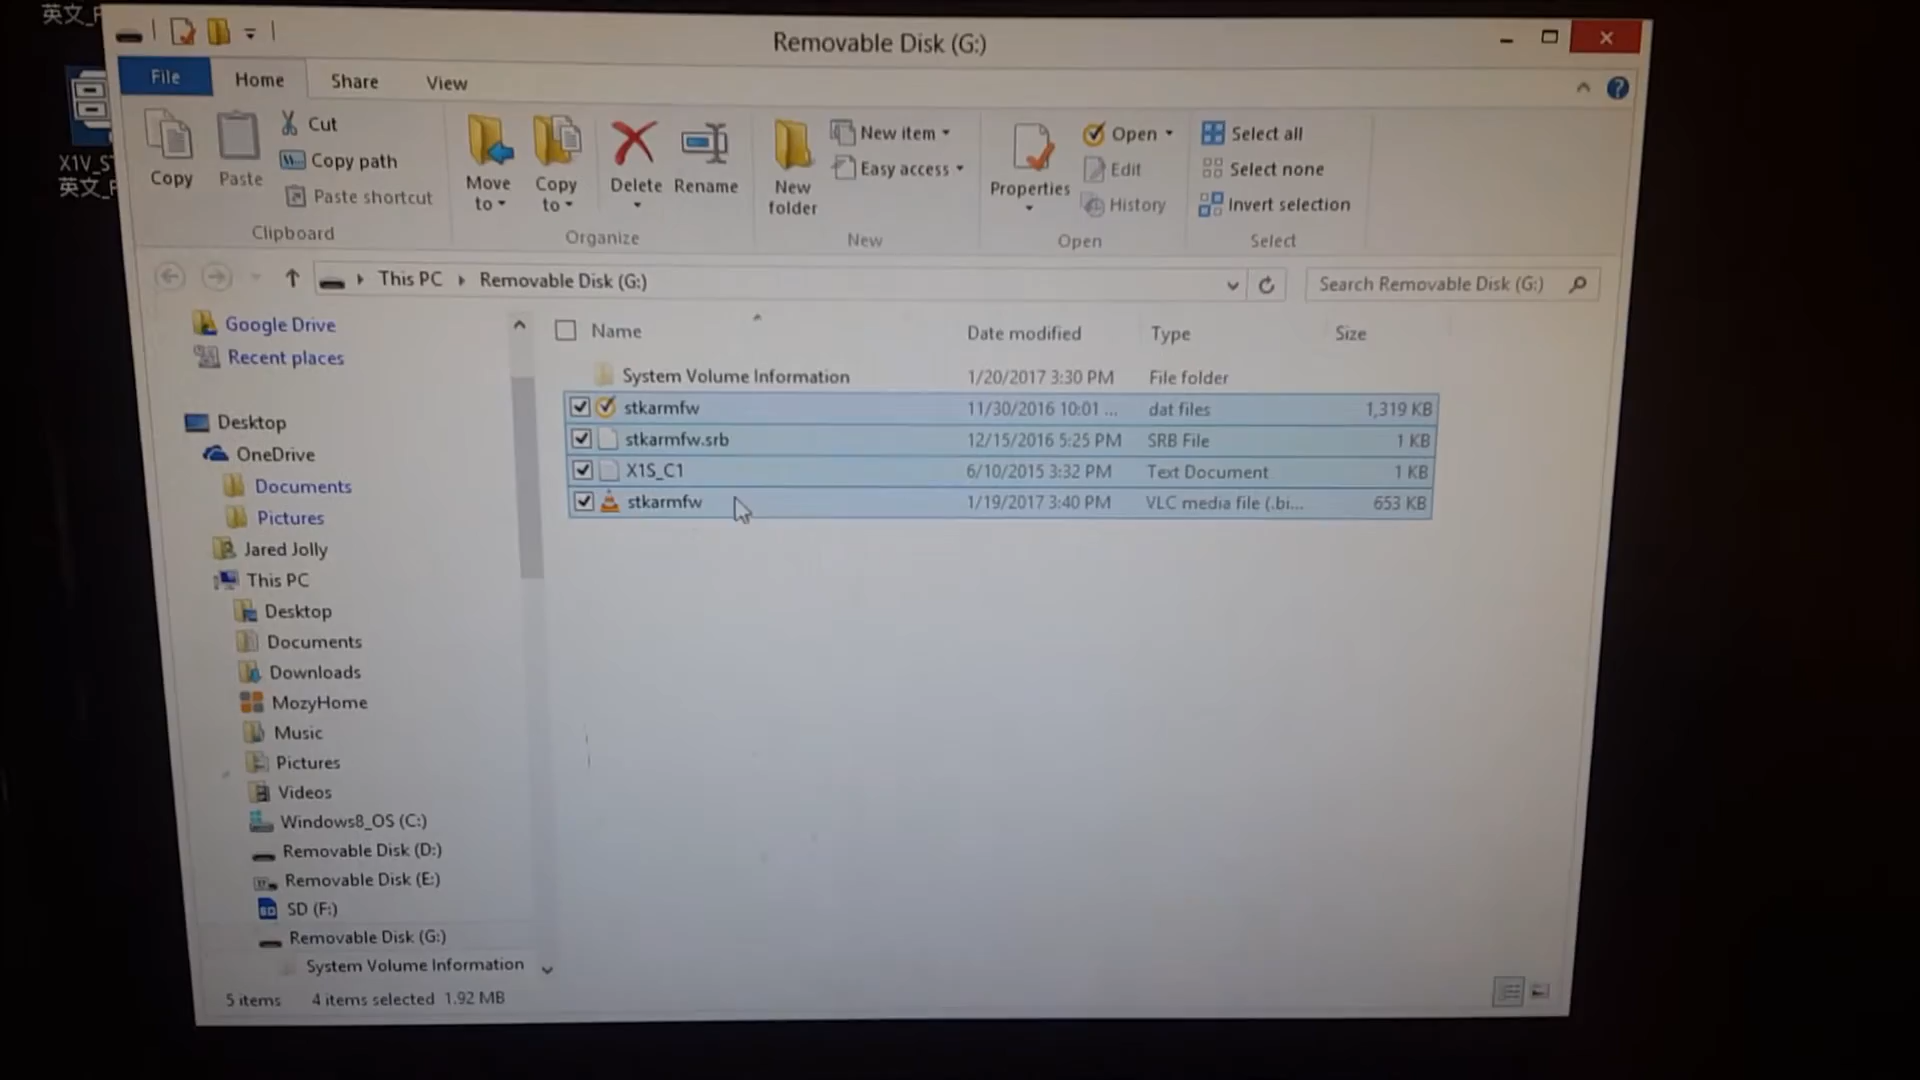 英文_F
X1V_ST
英文_F
Removable Disk (G:)
File Home Share View
Copy
Paste
Cut
Copy path
Paste shortcut
Clipboard
Move to
Copy to
Delete
Rename
Organize
New folder
New item
Easy access
New
Properties
Open
Edit
History
Open
Select all
Select none
Invert selection
Select
This PC Removable Disk (G:)
Search Removable Disk (G:)
Google Drive
Recent places
Desktop
OneDrive
Documents
Pictures
Jared Jolly
This PC
Desktop
Documents
Downloads
MozyHome
Music
Pictures
Videos
Windows8_OS (C:)
Removable Disk (D:)
Removable Disk (E:)
SD (F:)
Removable Disk (G:)
System Volume Information
Name Date modified Type Size
System Volume Information 1/20/2017 3:30 PM File folder
stkarmfw 11/30/2016 10:01 ... dat files 1,319 KB
stkarmfw.srb 12/15/2016 5:25 PM SRB File 1 KB
X1S_C1 6/10/2015 3:32 PM Text Document 1 KB
stkarmfw 1/19/2017 3:40 PM VLC media file (.bi... 653 KB
5 items 4 items selected 1.92 MB